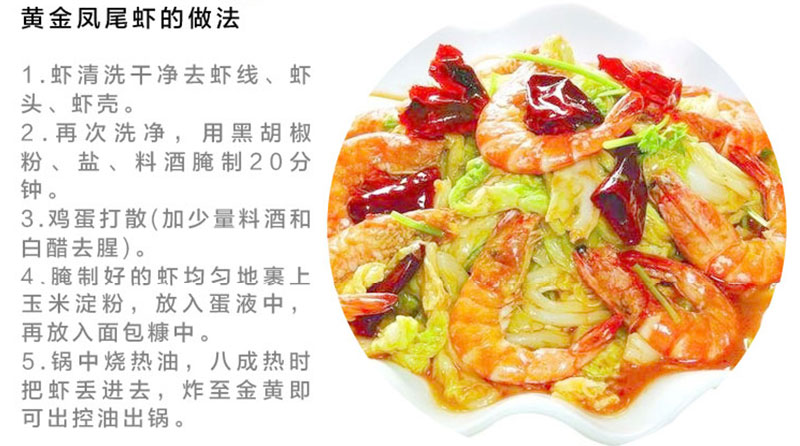 黄金凤尾虾的做法
1.虾清洗干净去虾线、虾
头、虾壳。
2.再次洗净，用黑胡椒
粉、盐、料酒腌制20分
钟。
3.鸡蛋打散(加少量料酒和
白醋去腥)。
4.腌制好的虾均匀地裹上
玉米淀粉，放入蛋液中，
再放入面包糠中。
5.锅中烧热油，八成热时
把虾丢进去，炸至金黄即
可出控油出锅。